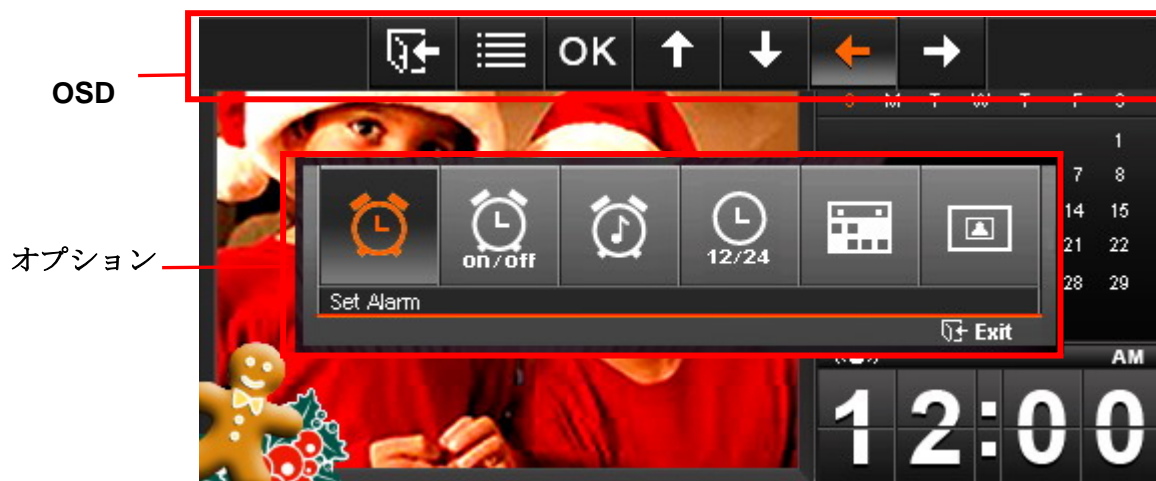 OK
OSD
S M T W T F S
1
7 8
on/off
12/24
14 15
オプション
21 22
Set Alarm
28 29
Exit
AM
12:00